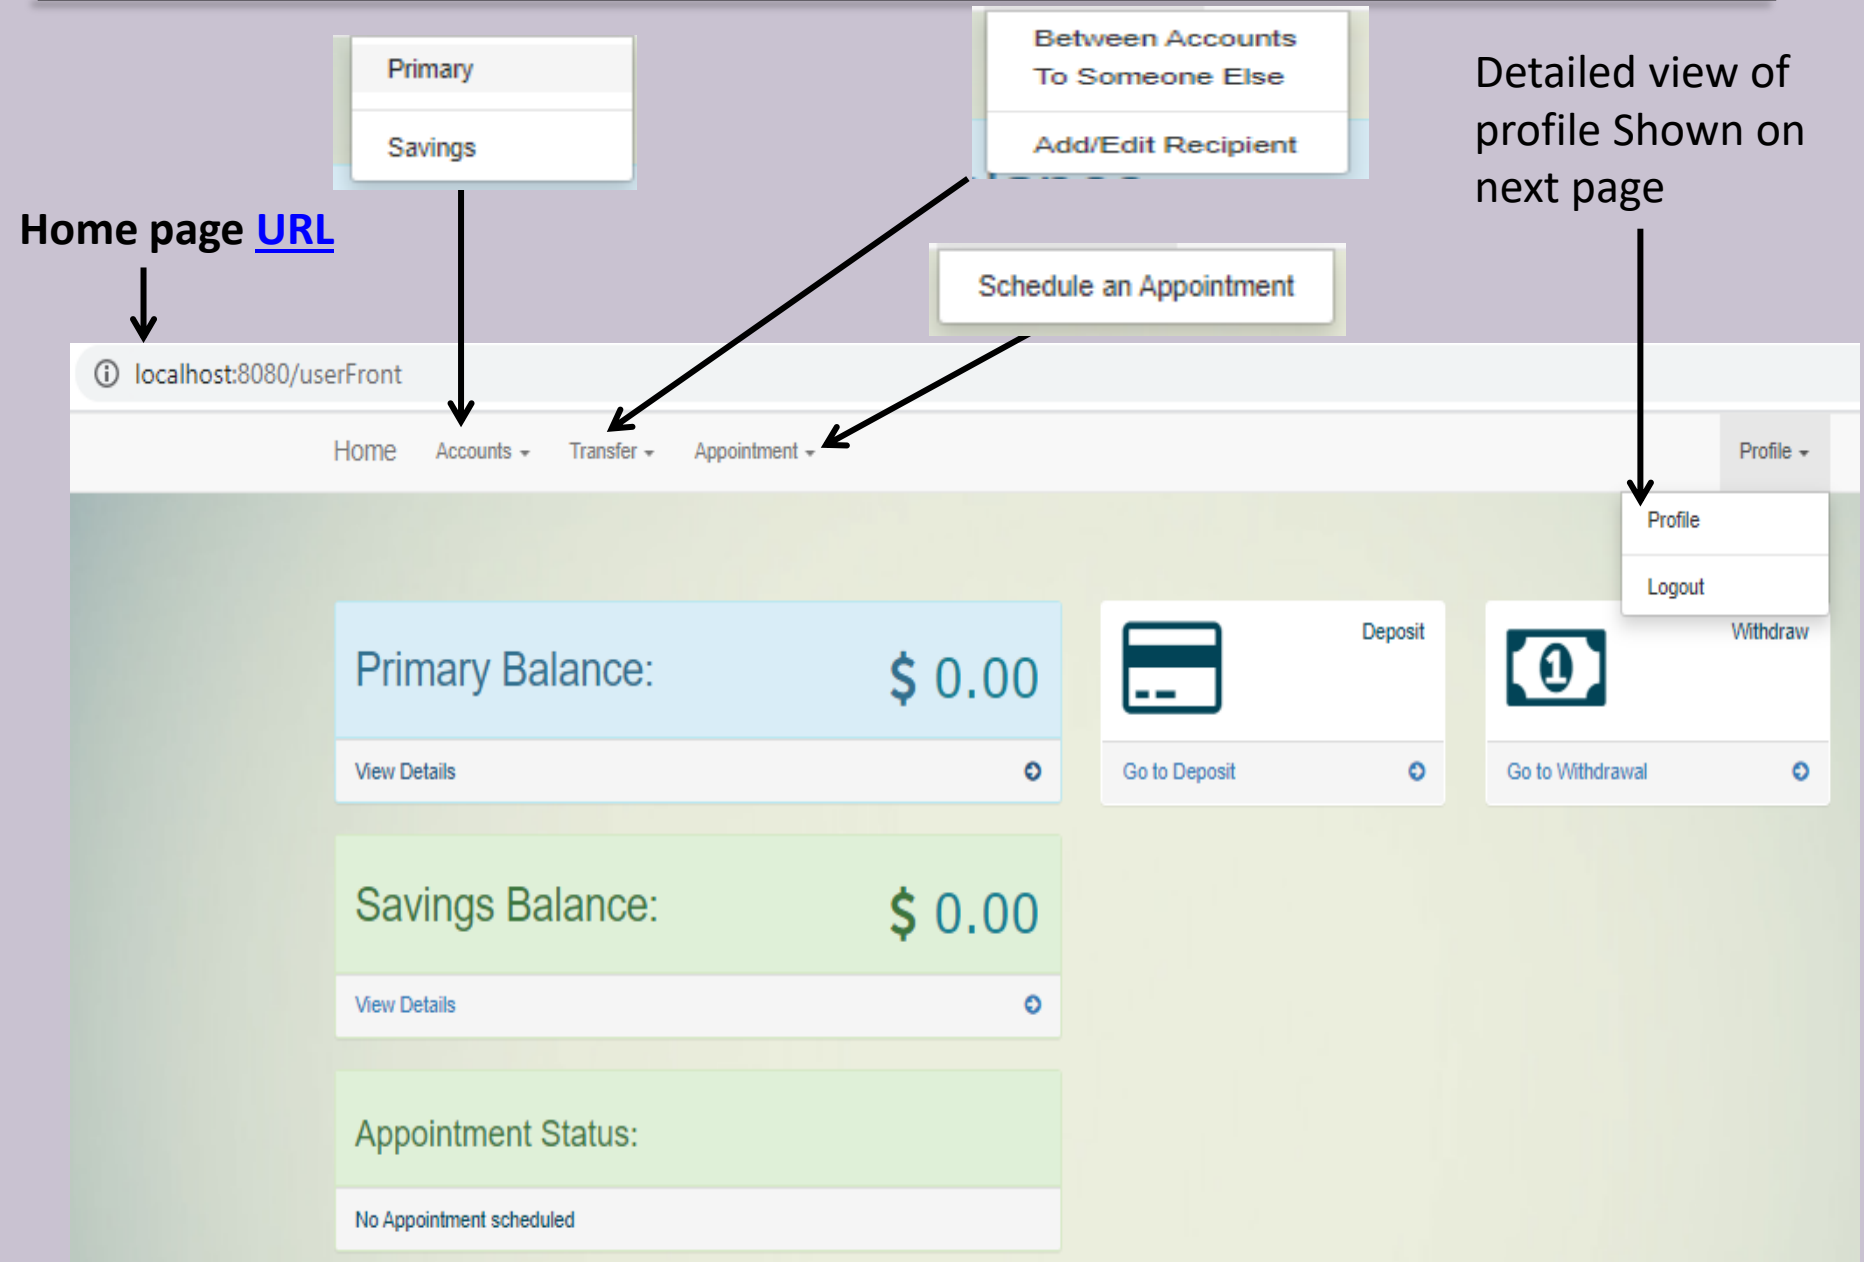 Primary
Savings
Between Accounts
To Someone Else
Add/Edit Recipient
Detailed view of
profile Shown on
next page
Home page URL
Schedule an Appointment
localhost:8080/userFront
Home Accounts Transfer Appointment Profile
Profile
Logout
Primary Balance: $ 0.00
View Details
Deposit
Go to Deposit
Withdraw
1
Go to Withdrawal
Savings Balance: $ 0.00
View Details
Appointment Status:
No Appointment scheduled